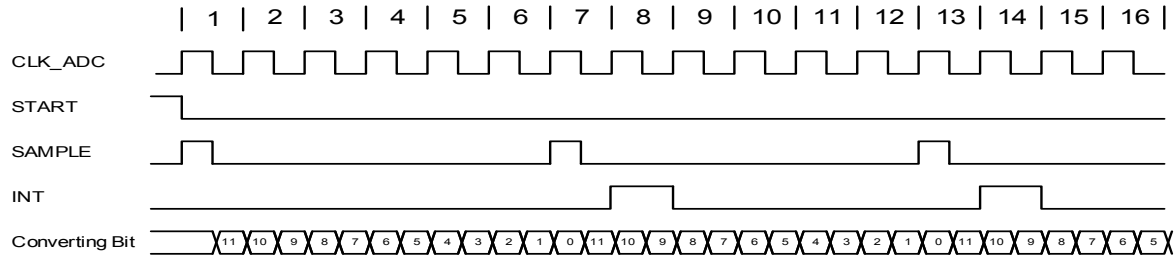 | 1 | 2 | 3 | 4 | 5 | 6 | 7 | 8 | 9 | 10 | 11 | 12 | 13 | 14 | 15 | 16 |
CLK_ADC
START
SAMPLE
INT
Converting Bit 11 10 9 8 7 6 5 4 3 2 1 0 11 10 9 8 7 6 5 4 3 2 1 0 11 10 9 8 7 6 5